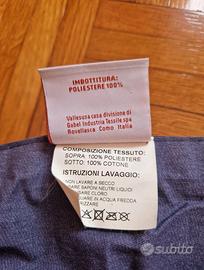 IMBOTTITURA:
POLIESTERE 100%
Vallesusa casa divisione di
Gabel Industria Tessile spa
Rovellasca Como Italia
COMPOSIZIONE TESSUTO:
SOPRA: 100% POLIESTERE
SOTTO: 100% COTONE
ISTRUZIONI LAVAGGIO:
NON LAVARE A SECCO
SAPONI NEUTRI LIQUIDI
CLORO
IN ACQUA FREDDA
subito